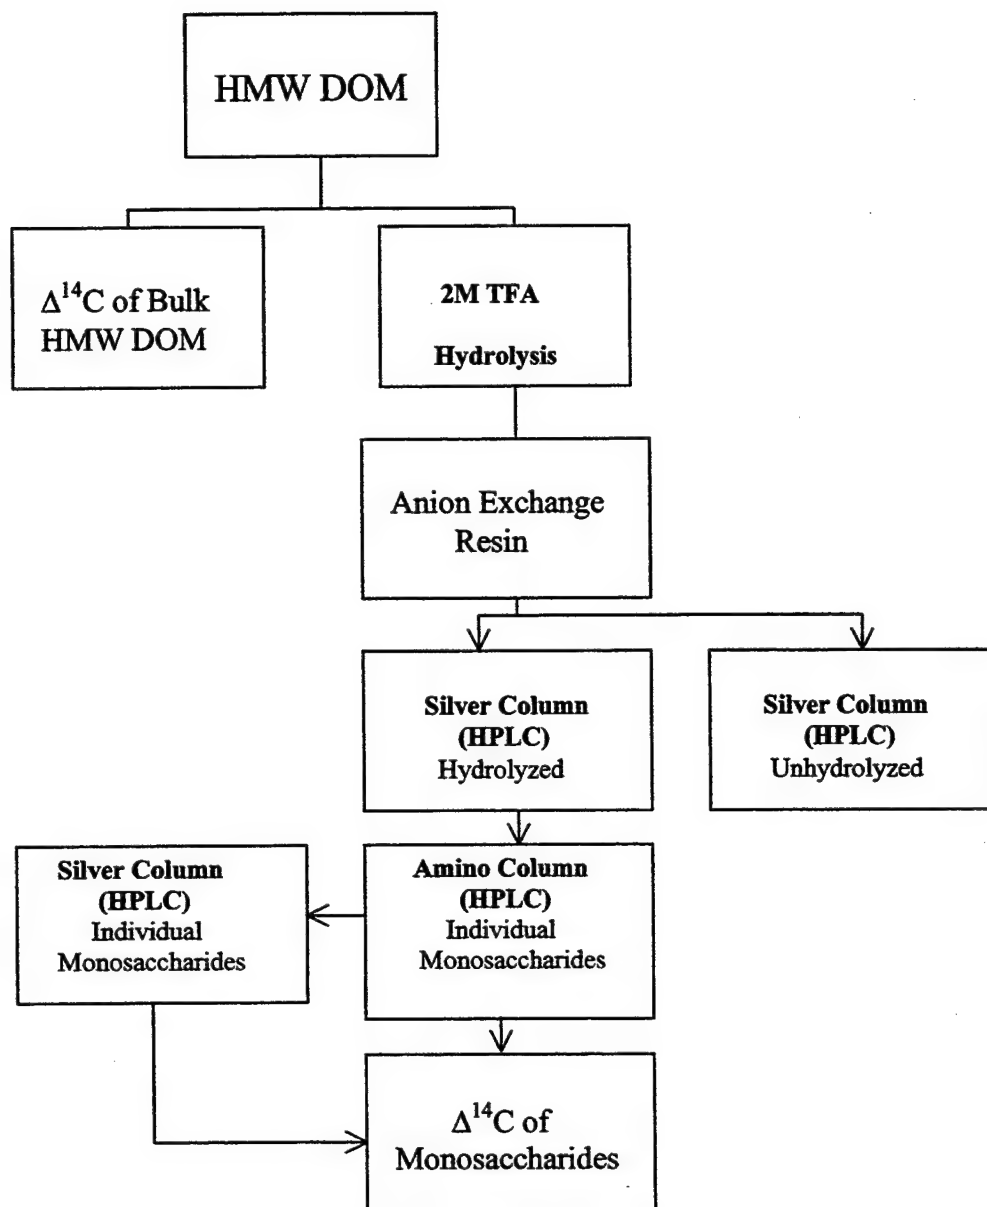 HMW DOM
Δ¹⁴C of Bulk
HMW DOM
2M TFA
Hydrolysis
Anion Exchange
Resin
Silver Column
(HPLC)
Hydrolyzed
Silver Column
(HPLC)
Unhydrolyzed
Silver Column
(HPLC)
Individual
Monosaccharides
Amino Column
(HPLC)
Individual
Monosaccharides
Δ¹⁴C of
Monosaccharides